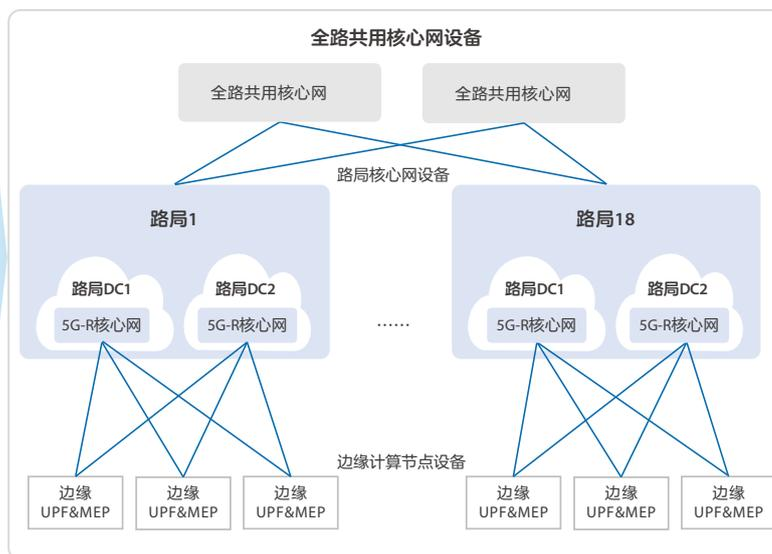 全路共用核心网设备
全路共用核心网
全路共用核心网
路局核心网设备
路局1
路局18
路局DC1
路局DC2
路局DC1
路局DC2
5G-R核心网
5G-R核心网
……
5G-R核心网
5G-R核心网
边缘计算节点设备
边缘
UPF&MEP
边缘
UPF&MEP
边缘
UPF&MEP
边缘
UPF&MEP
边缘
UPF&MEP
边缘
UPF&MEP